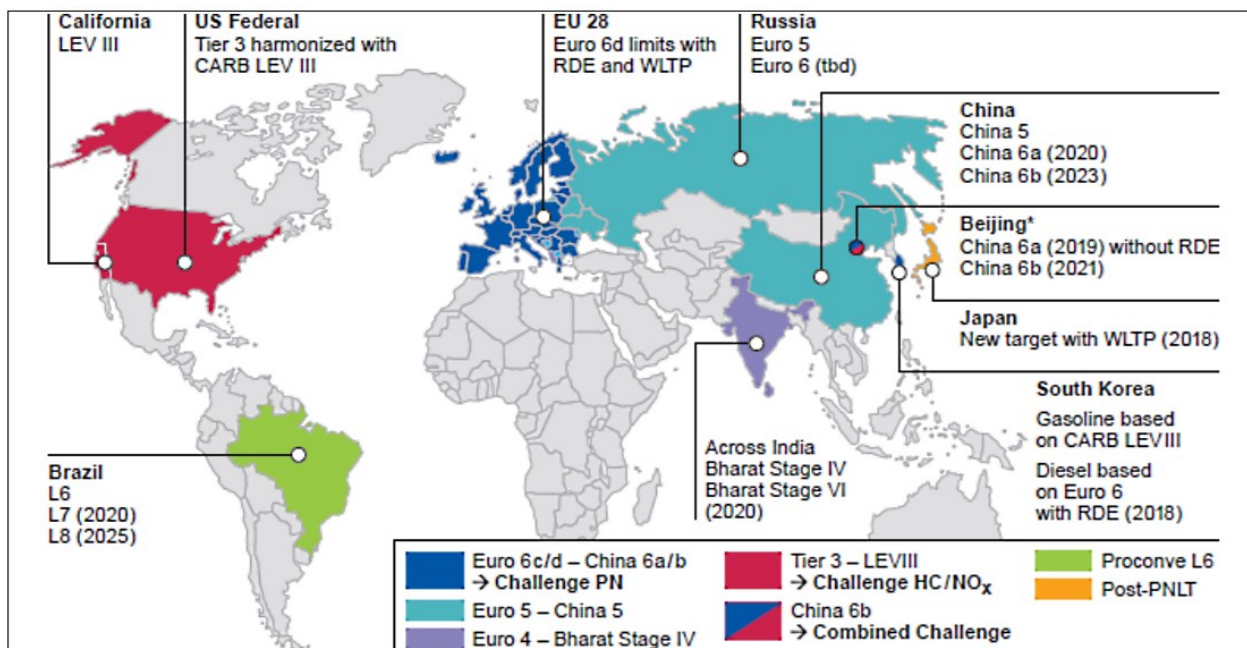 California
LEV III
US Federal
Tier 3 harmonized with
CARB LEV III
EU 28
Euro 6d limits with
RDE and WLTP
Russia
Euro 5
Euro 6 (tbd)
China
China 5
China 6a (2020)
China 6b (2023)
Beijing*
China 6a (2019) without RDE
China 6b (2021)
Japan
New target with WLTP (2018)
South Korea
Gasoline based
on CARB LEV III
Diesel based
on Euro 6
with RDE (2018)
Across India
Bharat Stage IV
Bharat Stage VI
(2020)
Brazil
L6
L7 (2020)
L8 (2025)
Euro 6c/d – China 6a/b
→ Challenge PN
Euro 5 – China 5
Euro 4 – Bharat Stage IV
Tier 3 – LEVIII
→ Challenge HC/NOx
China 6b
→ Combined Challenge
Proconve L6
Post-PNLT